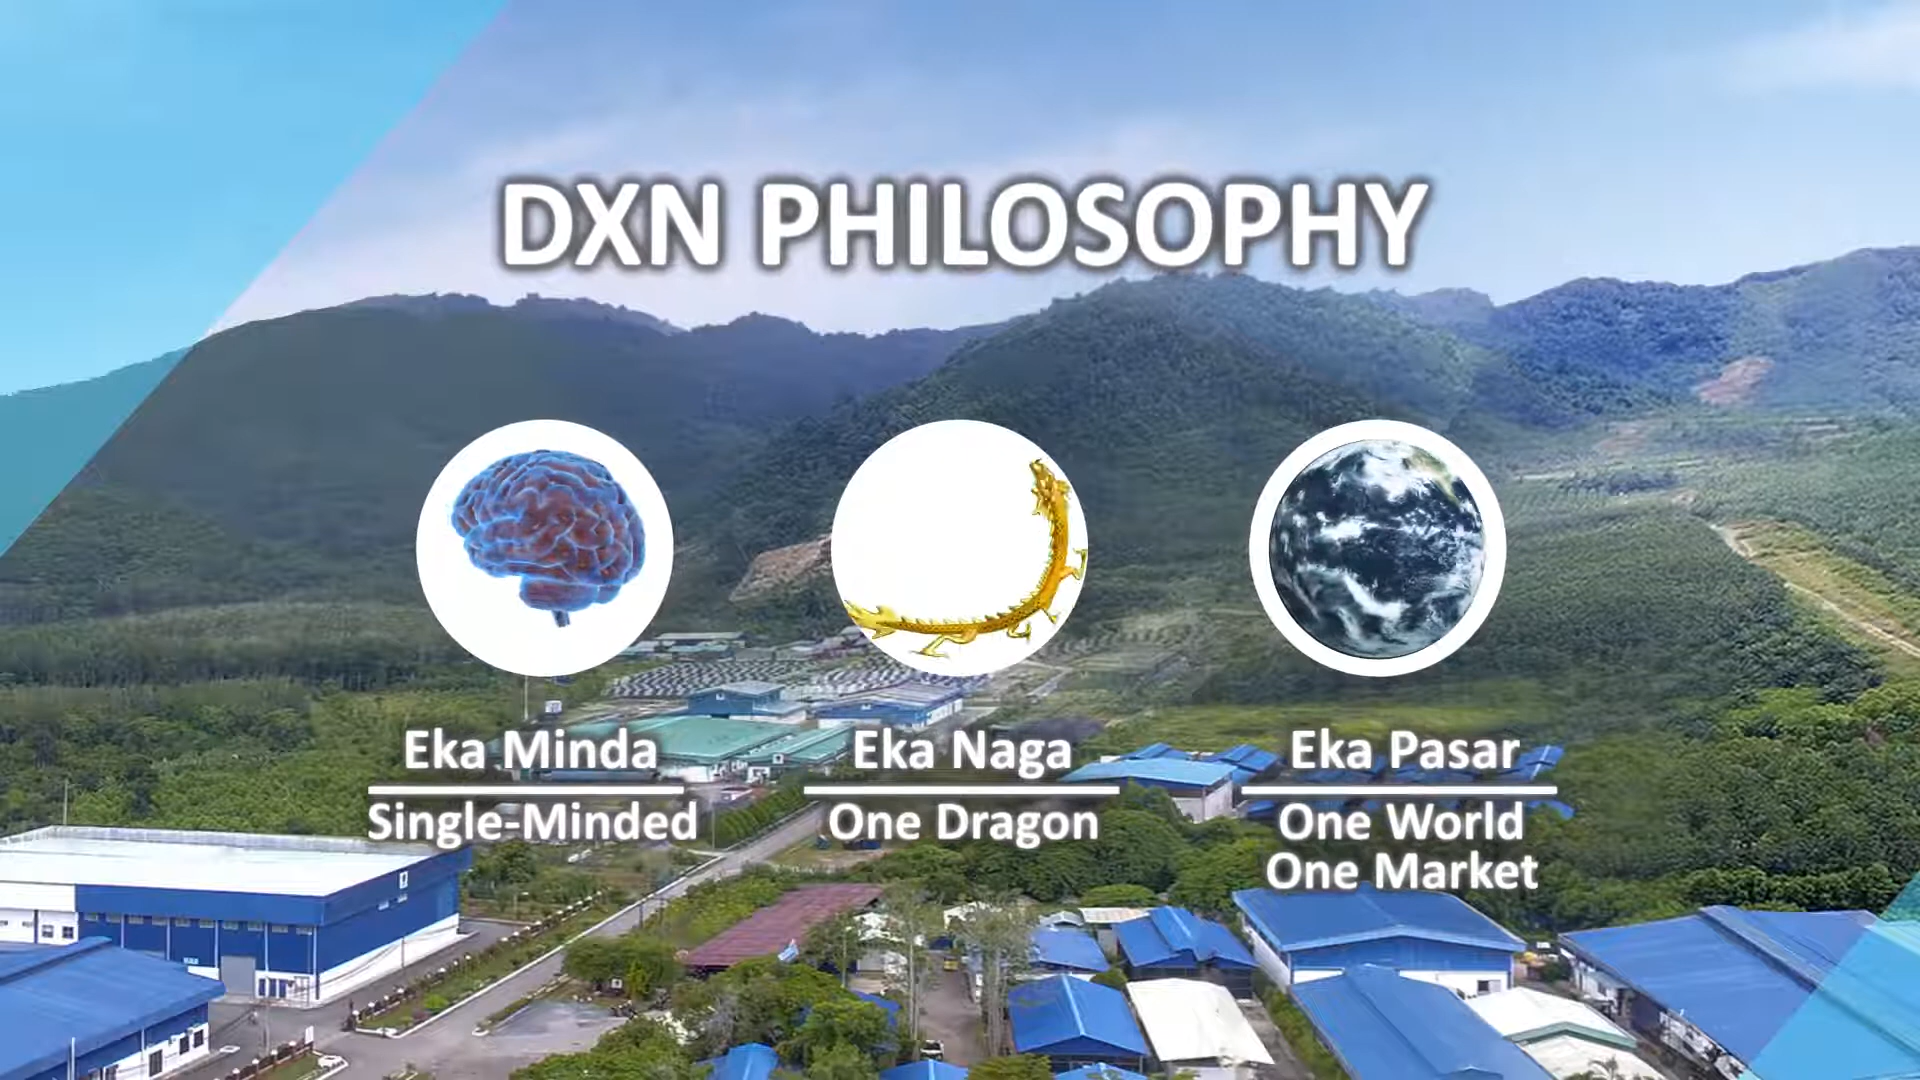 DXN PHILOSOPHY
Eka Minda
Single-Minded
Eka Naga
One Dragon
Eka Pasar
One World
One Market